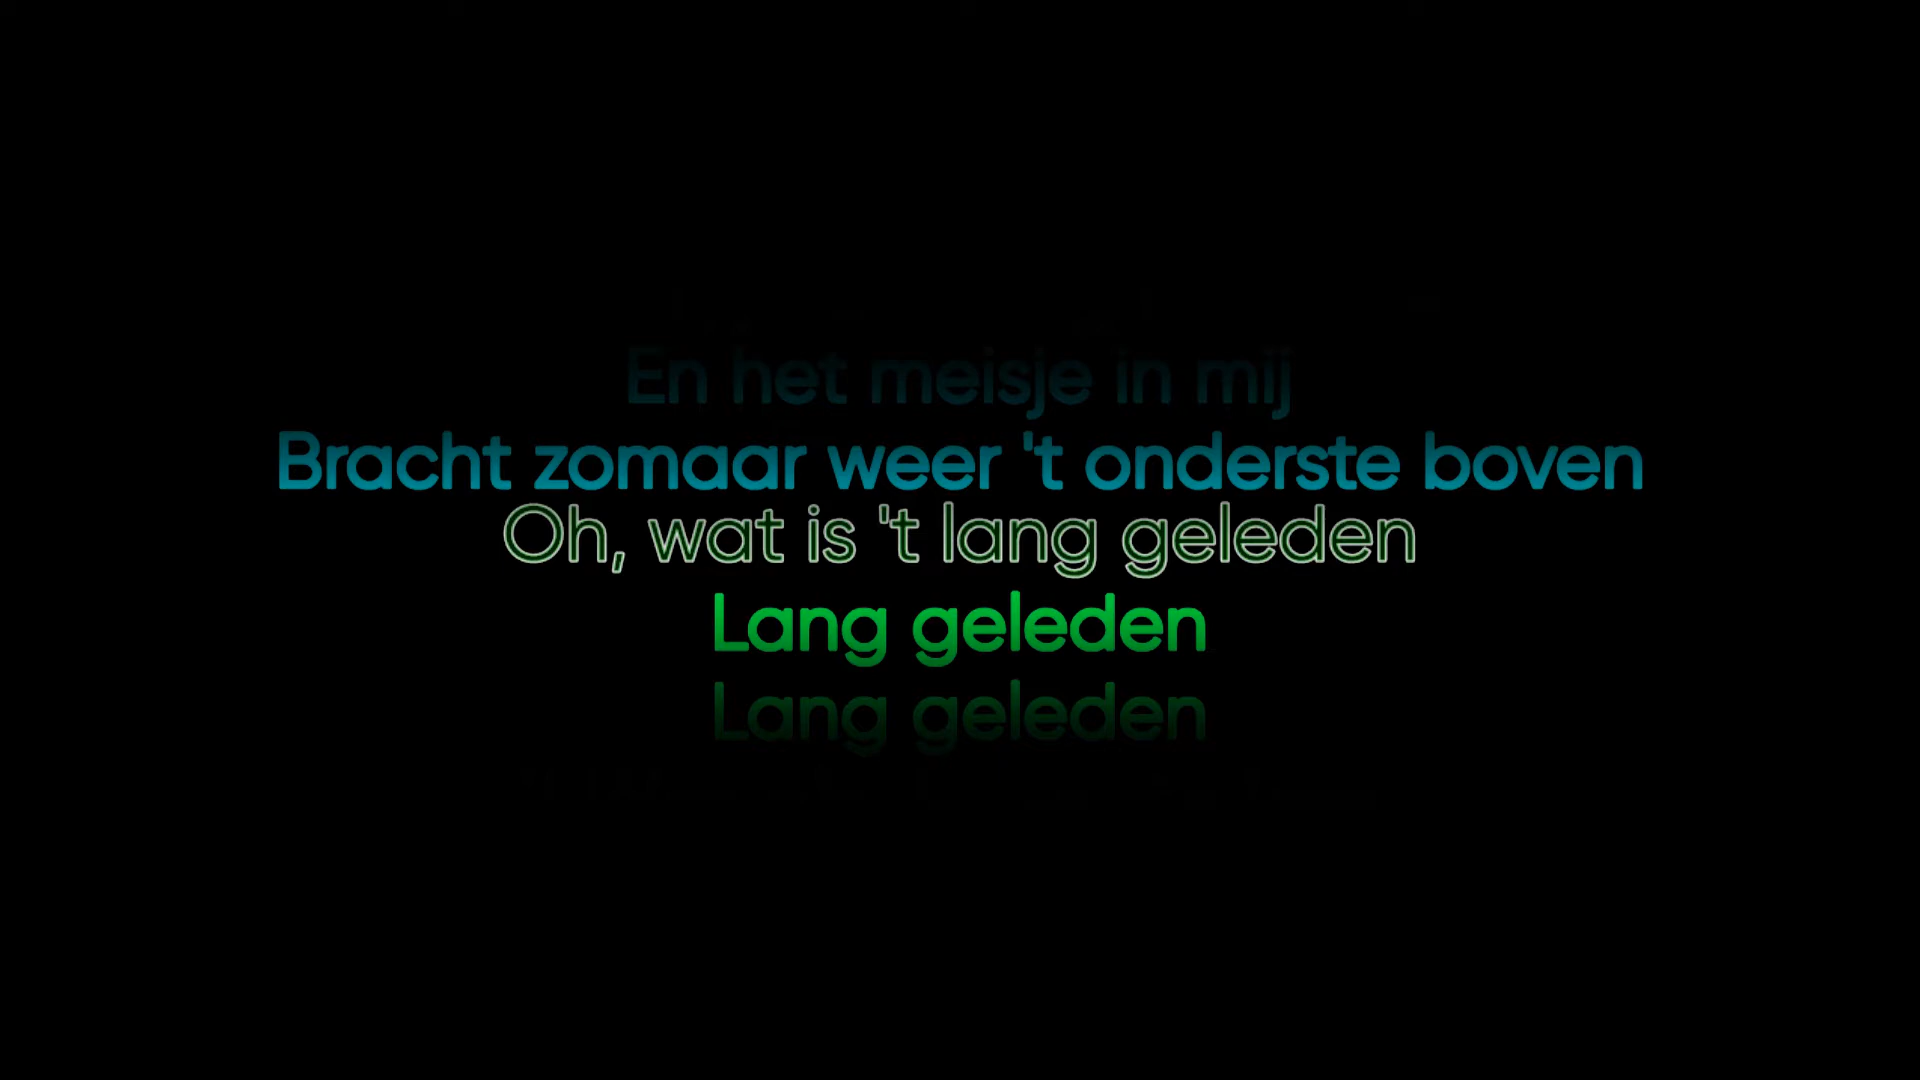 En het meisje in mij
Bracht zomaar weer 't onderste boven
Oh, wat is 't lang geleden
Lang geleden
Lang geleden